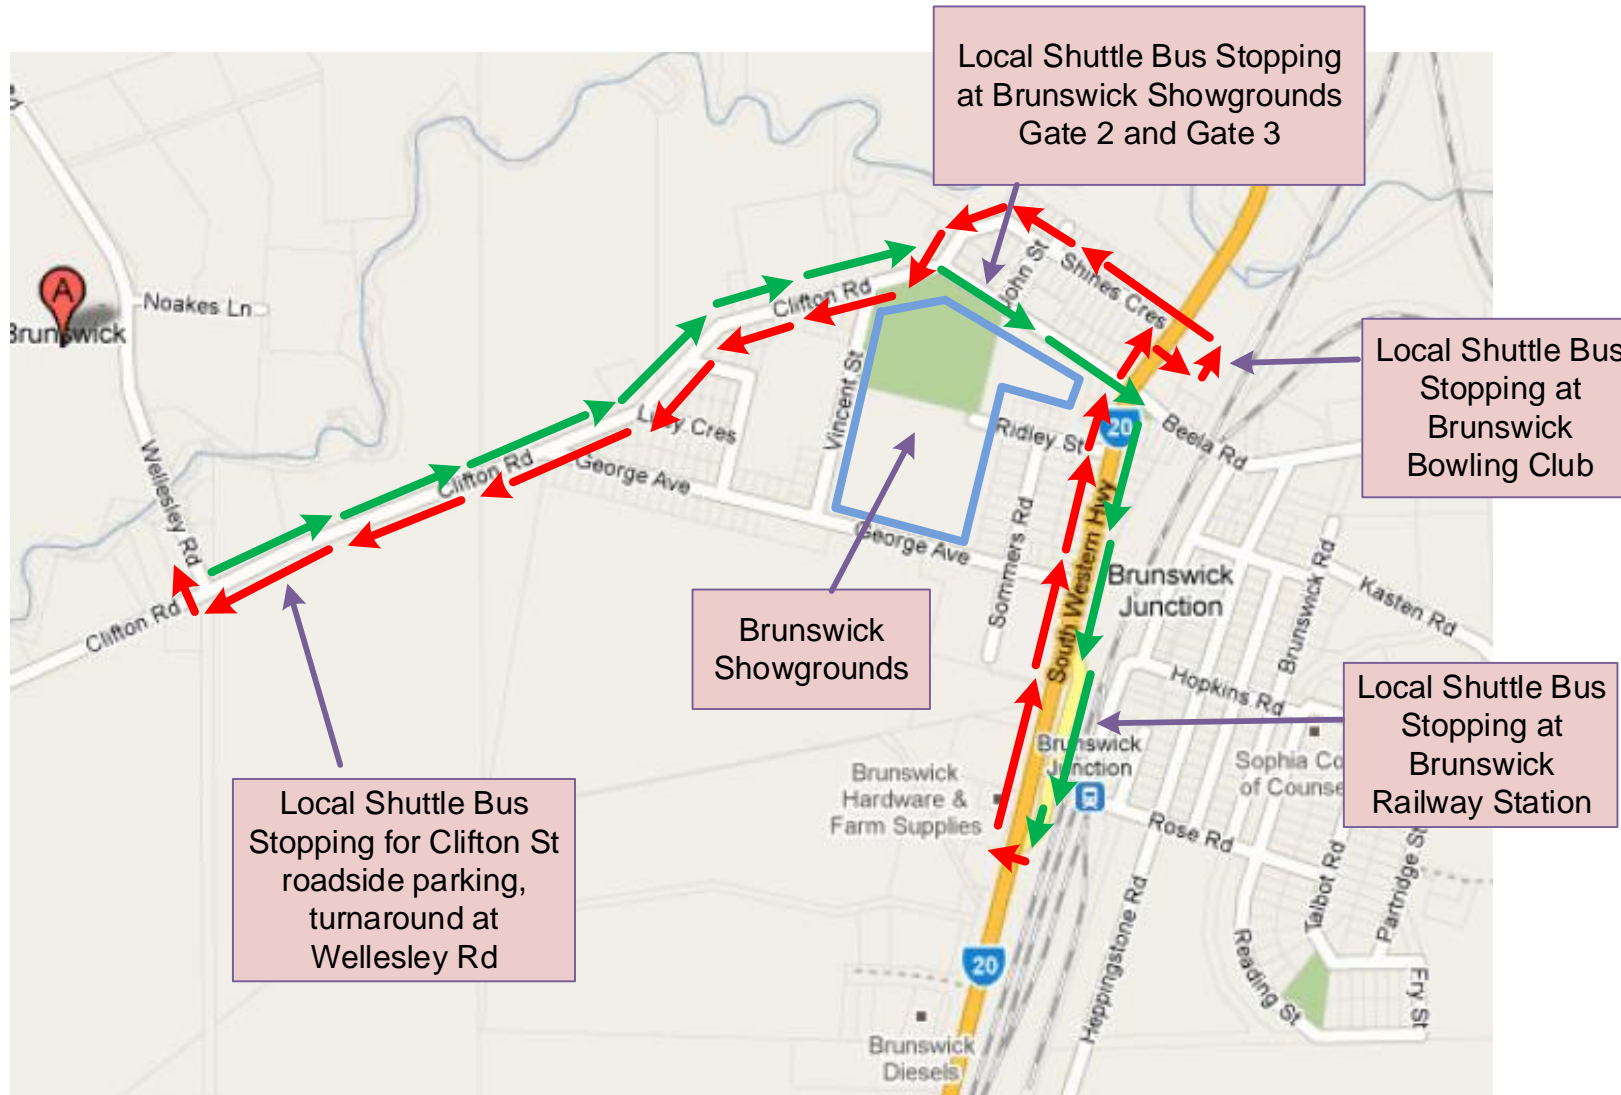 Local Shuttle Bus Stopping
at Brunswick Showgrounds
Gate 2 and Gate 3
A
Brunswick
Noakes Ln
Wellesley Rd
Clifton Rd
Clifton Rd
Clifton Rd
Lilly Cres
George Ave
George Ave
Vincent St
John St
Shines Cres
Ridley St
Sommers Rd
20
Beela Rd
South Western Hwy
Local Shuttle Bus
Stopping at
Brunswick
Bowling Club
Brunswick
Junction
Brunswick Rd
Kasten Rd
Hopkins Rd
Brunswick
Showgrounds
Local Shuttle Bus
Stopping at
Brunswick
Railway Station
Brunswick
Junction
Sophia Co
of Counse
Brunswick
Hardware &
Farm Supplies
Rose Rd
Talbot Rd
Partridge St
Heppingstone Rd
Reading St
Fry St
Local Shuttle Bus
Stopping for Clifton St
roadside parking,
turnaround at
Wellesley Rd
20
Brunswick
Diesels